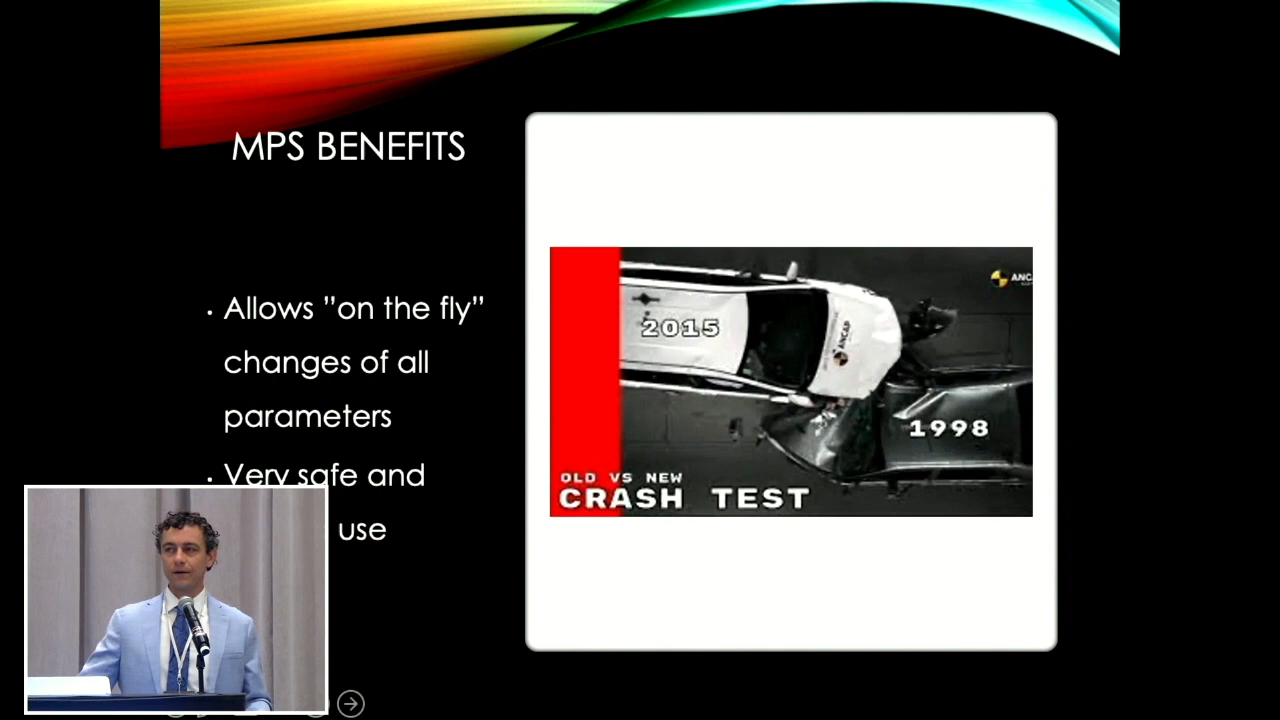 MPS BENEFITS
· Allows ”on the fly”
changes of all
parameters
· Very safe and
use
2015
ANCAP
1998
OLD VS NEW
CRASH TEST